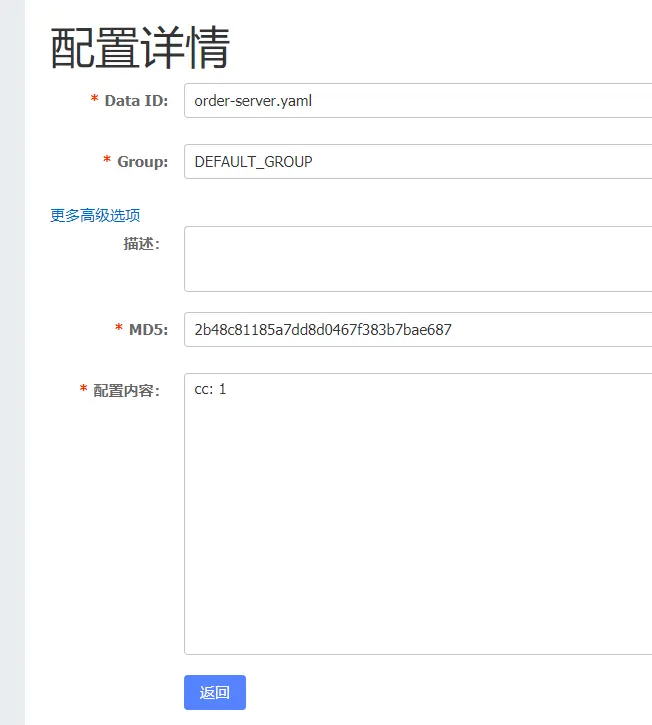 配置详情
* Data ID: order-server.yaml
* Group: DEFAULT_GROUP
更多高级选项
描述:
* MD5: 2b48c81185a7dd8d0467f383b7bae687
* 配置内容: cc: 1
返回